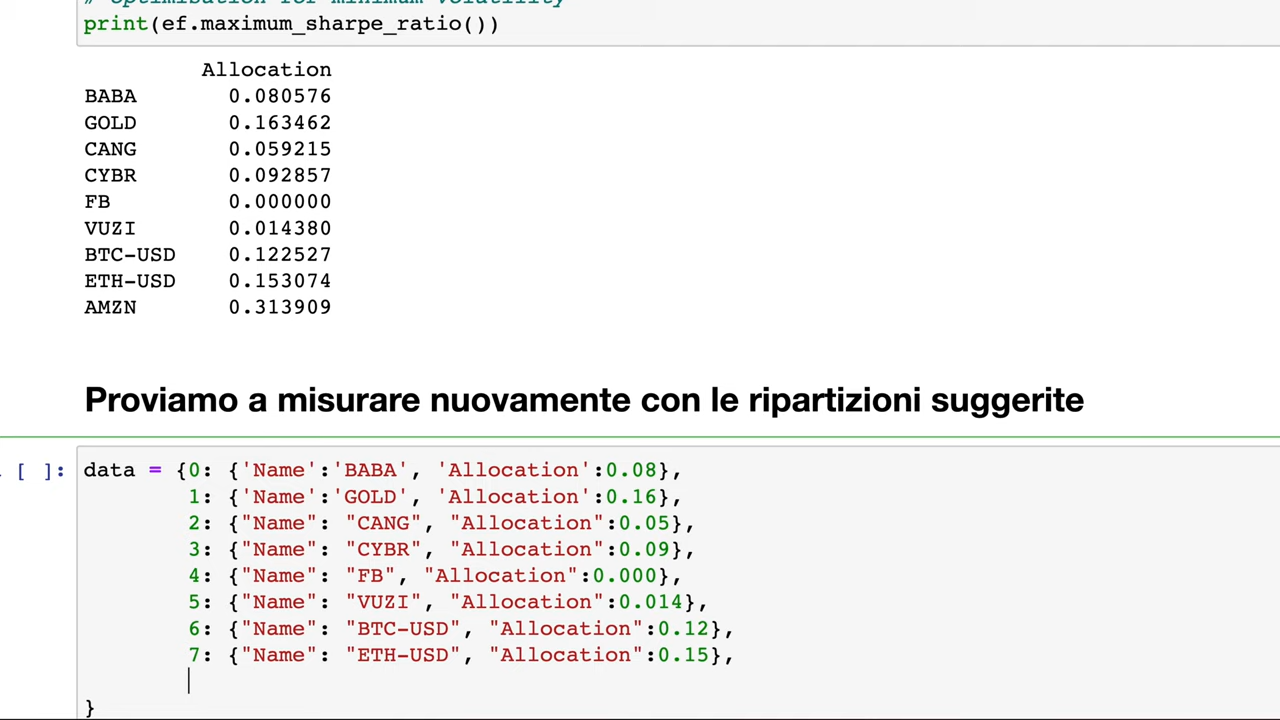 # Optimisation for minimum volatility
print(ef.maximum_sharpe_ratio())
Allocation
BABA 0.080576
GOLD 0.163462
CANG 0.059215
CYBR 0.092857
FB 0.000000
VUZI 0.014380
BTC-USD 0.122527
ETH-USD 0.153074
AMZN 0.313909
Proviamo a misurare nuovamente con le ripartizioni suggerite
[ ]: data = {0: {'Name':'BABA', 'Allocation':0.08},
1: {'Name':'GOLD', 'Allocation':0.16},
2: {"Name": "CANG", "Allocation":0.05},
3: {"Name": "CYBR", "Allocation":0.09},
4: {"Name": "FB", "Allocation":0.000},
5: {"Name": "VUZI", "Allocation":0.014},
6: {"Name": "BTC-USD", "Allocation":0.12},
7: {"Name": "ETH-USD", "Allocation":0.15},
}